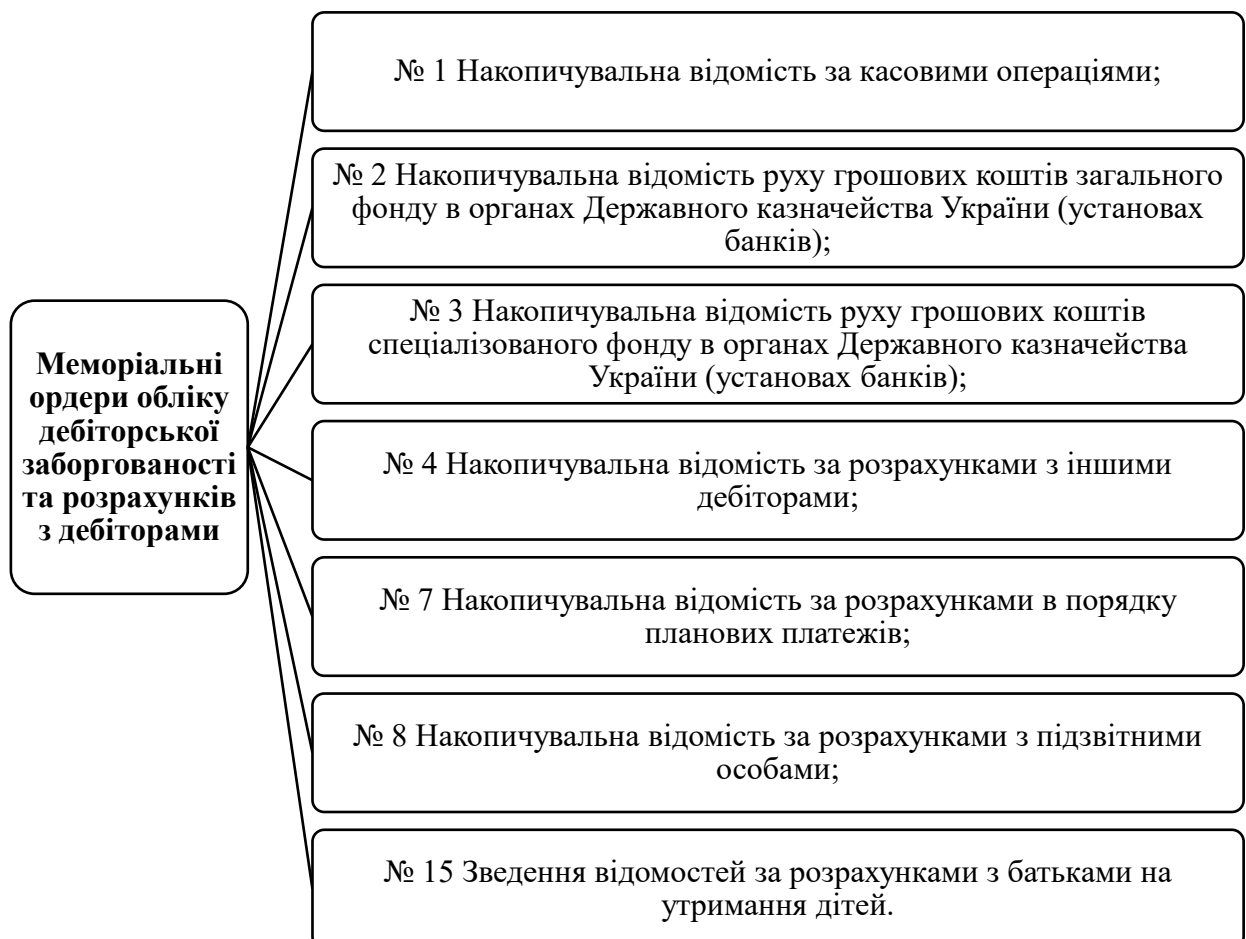 № 1 Накопичувальна відомість за касовими операціями;
№ 2 Накопичувальна відомість руху грошових коштів загального
фонду в органах Державного казначейства України (установах
банків);
№ 3 Накопичувальна відомість руху грошових коштів
спеціалізованого фонду в органах Державного казначейства
України (установах банків);
Меморіальні
ордери обліку
дебіторської
заборгованості
та розрахунків
з дебіторами
№ 4 Накопичувальна відомість за розрахунками з іншими
дебіторами;
№ 7 Накопичувальна відомість за розрахунками в порядку
планових платежів;
№ 8 Накопичувальна відомість за розрахунками з підзвітними
особами;
№ 15 Зведення відомостей за розрахунками з батьками на
утримання дітей.